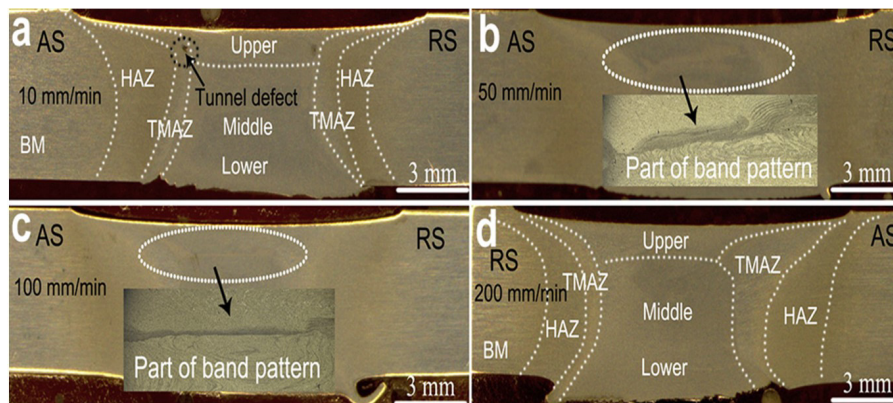 a
AS
Upper
RS
HAZ
HAZ
10 mm/min
Tunnel defect
TMAZ
Middle
TMAZ
BM
Lower
3 mm
b
AS
RS
50 mm/min
Part of band pattern
3 mm
c
AS
RS
100 mm/min
Part of band pattern
3 mm
d
Upper
RS
AS
TMAZ
TMAZ
200 mm/min
Middle
HAZ
HAZ
BM
Lower
3 mm